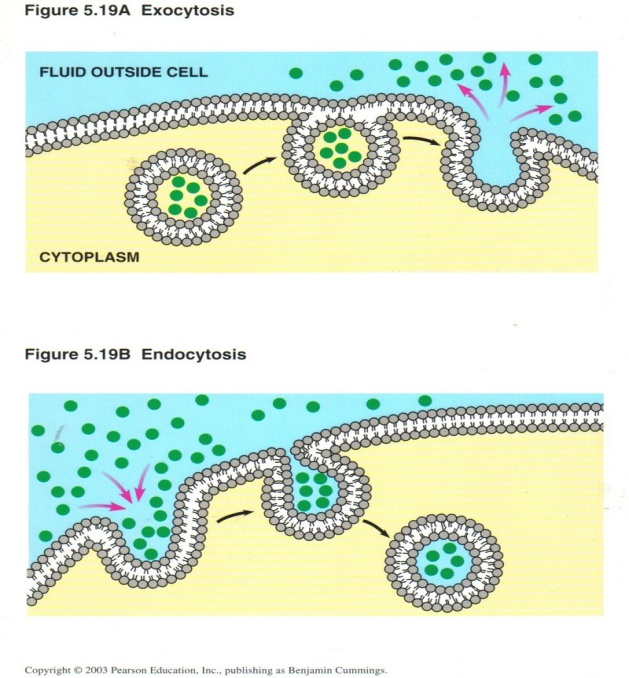 Figure 5.19A Exocytosis
FLUID OUTSIDE CELL
CYTOPLASM
Figure 5.19B Endocytosis
Copyright © 2003 Pearson Education, Inc., publishing as Benjamin Cummings.